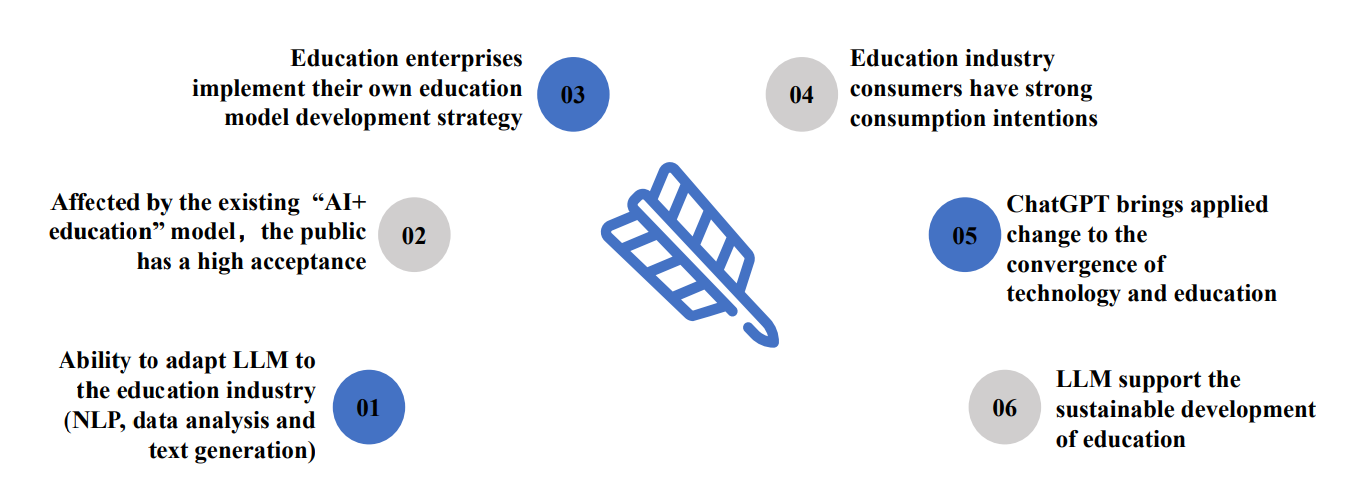 Education enterprises
implement their own education
model development strategy
03
04
Education industry
consumers have strong
consumption intentions
Affected by the existing “AI+
education” model，the public
has a high acceptance
02
05
ChatGPT brings applied
change to the
convergence of
technology and education
Ability to adapt LLM to
the education industry
(NLP, data analysis and
text generation)
01
06
LLM support the
sustainable development
of education